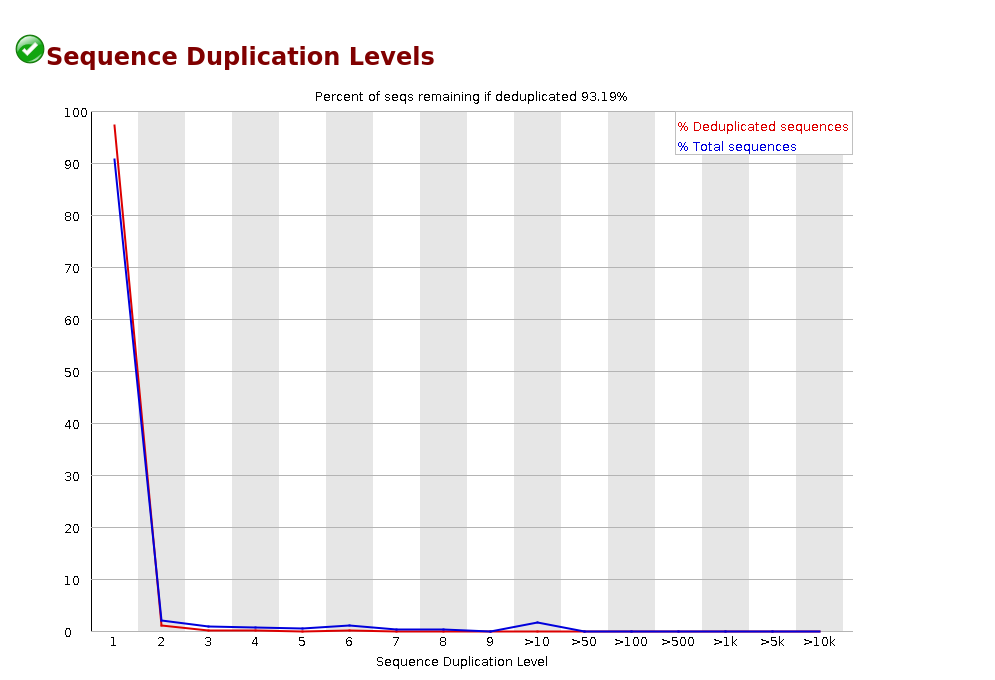 Sequence Duplication Levels
Percent of seqs remaining if deduplicated 93.19%
% Deduplicated sequences
% Total sequences
100
90
80
70
60
50
40
30
20
10
0
1 2 3 4 5 6 7 8 9 >10 >50 >100 >500 >1k >5k >10k
Sequence Duplication Level